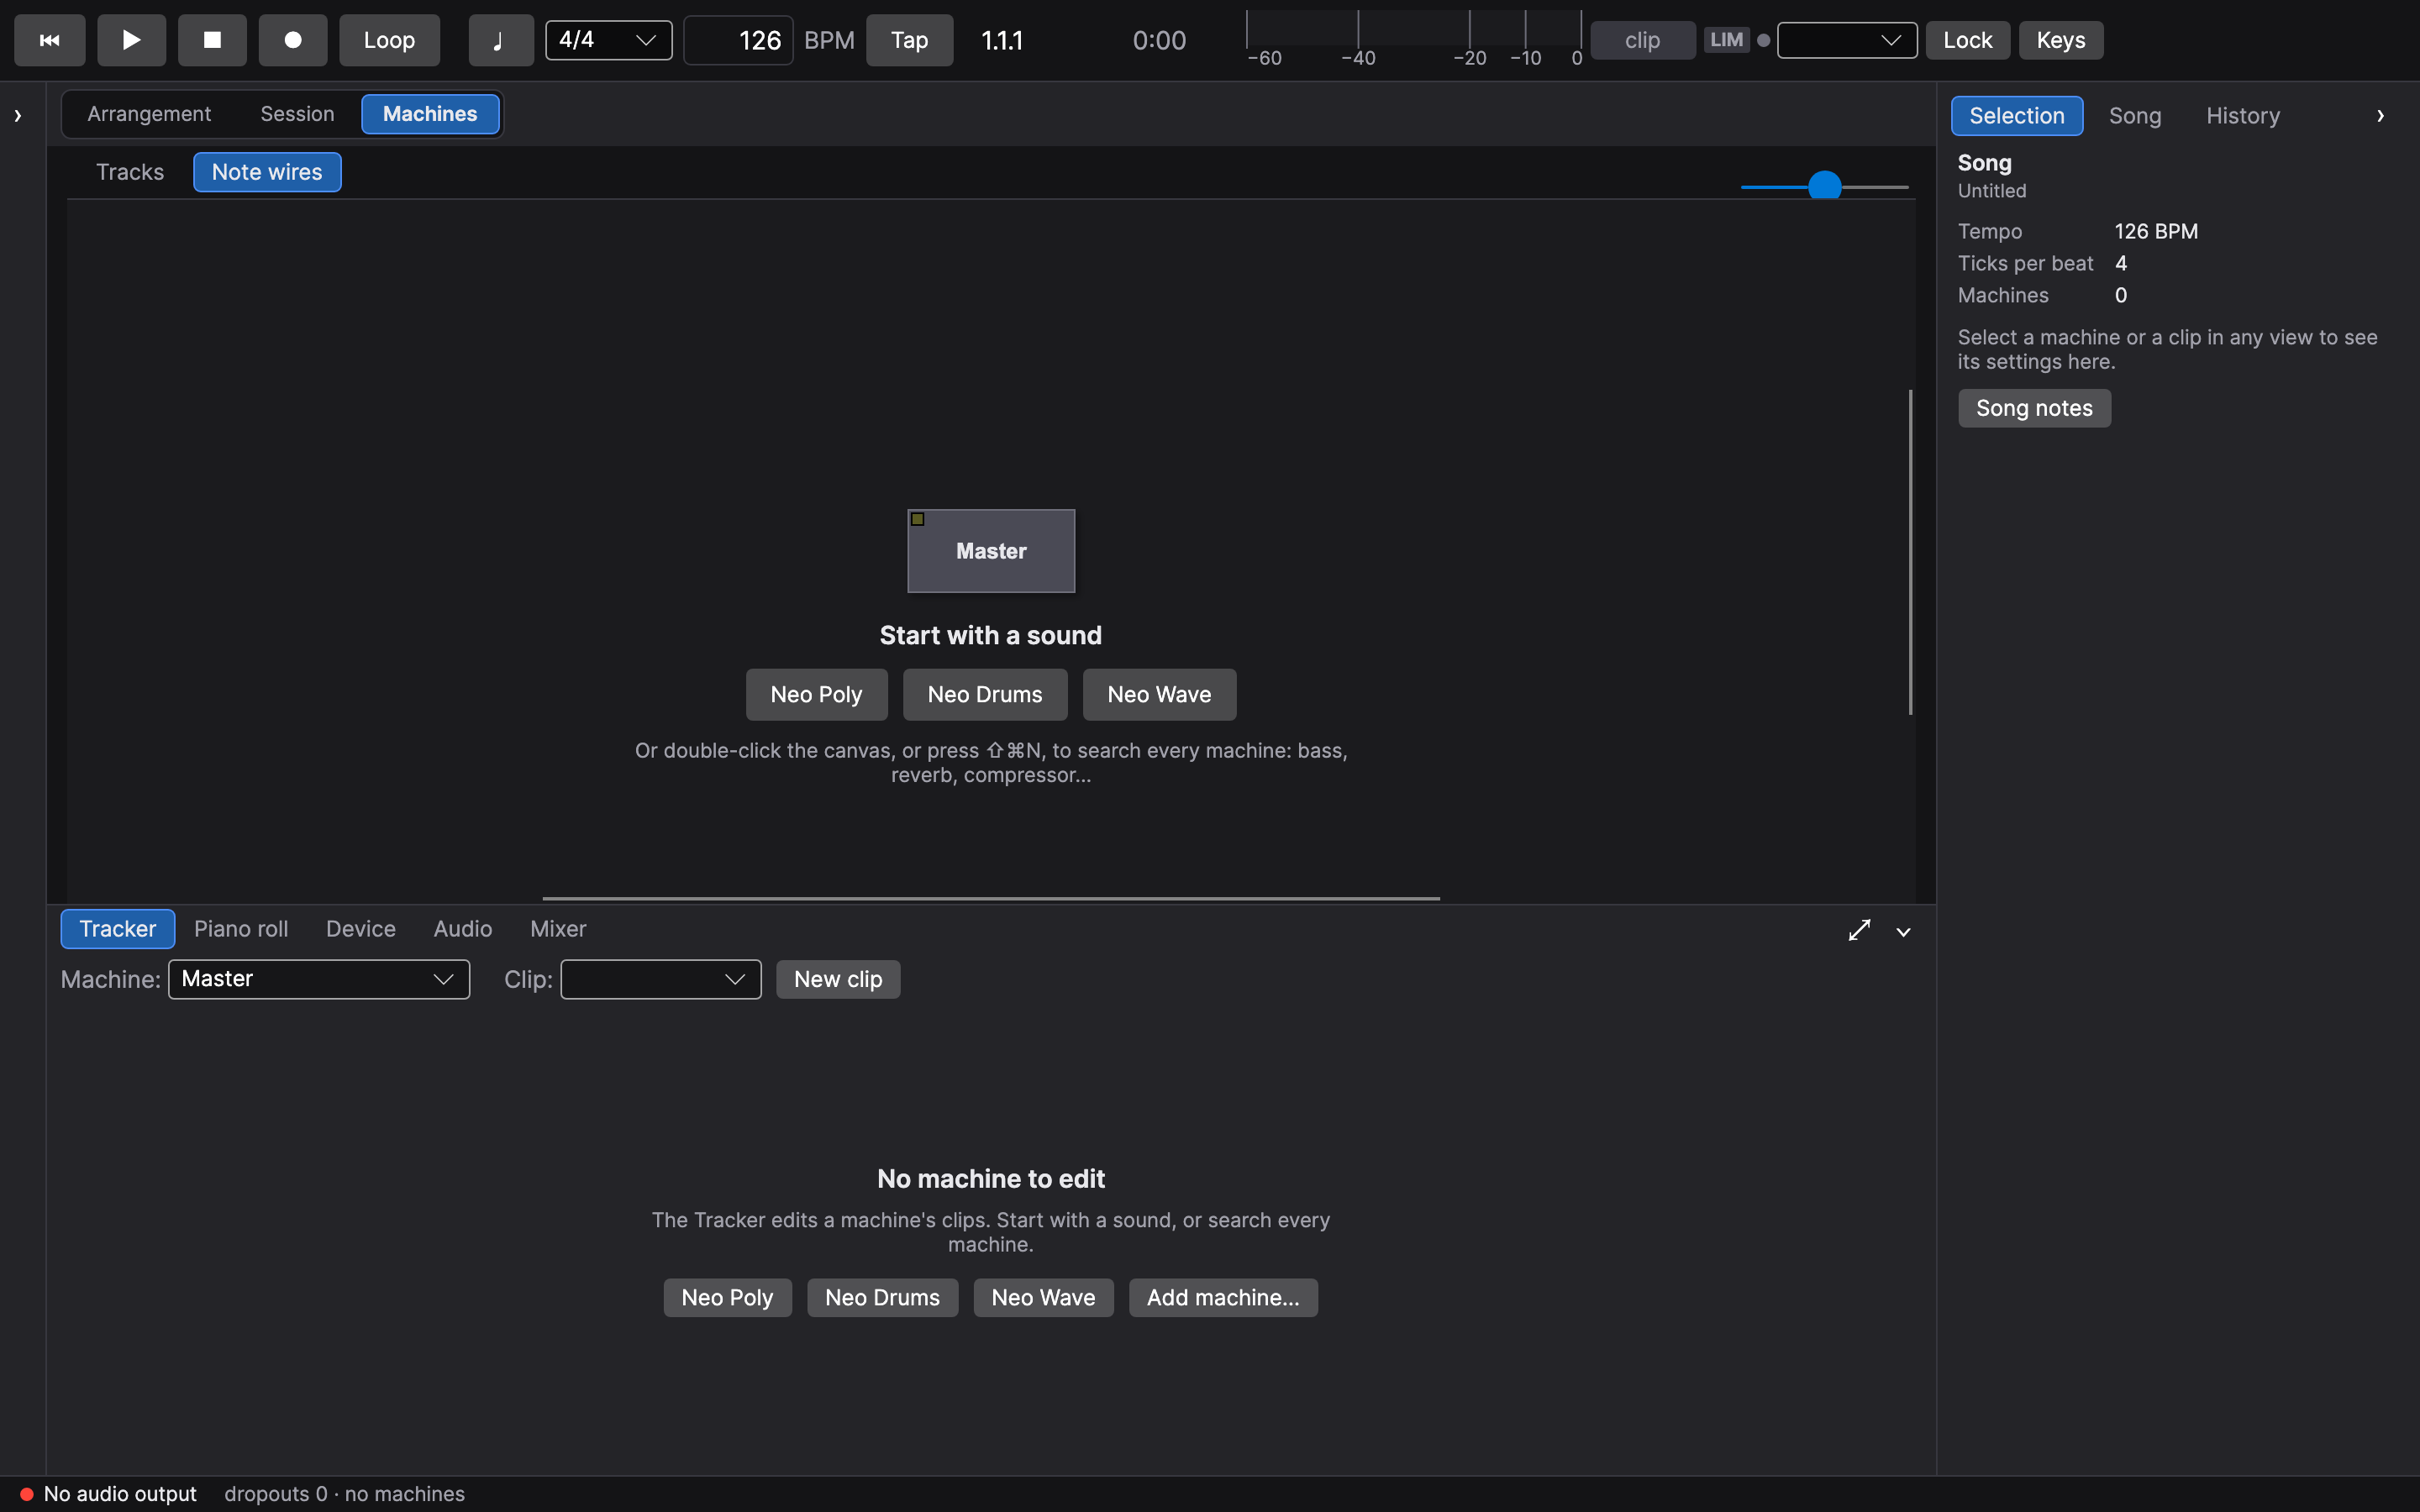 Loop
4/4
126 BPM
Tap
1.1.1
0:00
−60 −40 −20 −10 0
clip
LIM
Lock
Keys
Arrangement Session Machines
Tracks Note wires
Master
Start with a sound
Neo Poly Neo Drums Neo Wave
Or double-click the canvas, or press ⇧⌘N, to search every machine: bass,
reverb, compressor...
Selection Song History
Song
Untitled
Tempo 126 BPM
Ticks per beat 4
Machines 0
Select a machine or a clip in any view to see
its settings here.
Song notes
Tracker Piano roll Device Audio Mixer
Machine: Master Clip: New clip
No machine to edit
The Tracker edits a machine's clips. Start with a sound, or search every
machine.
Neo Poly Neo Drums Neo Wave Add machine...
No audio output dropouts 0 · no machines